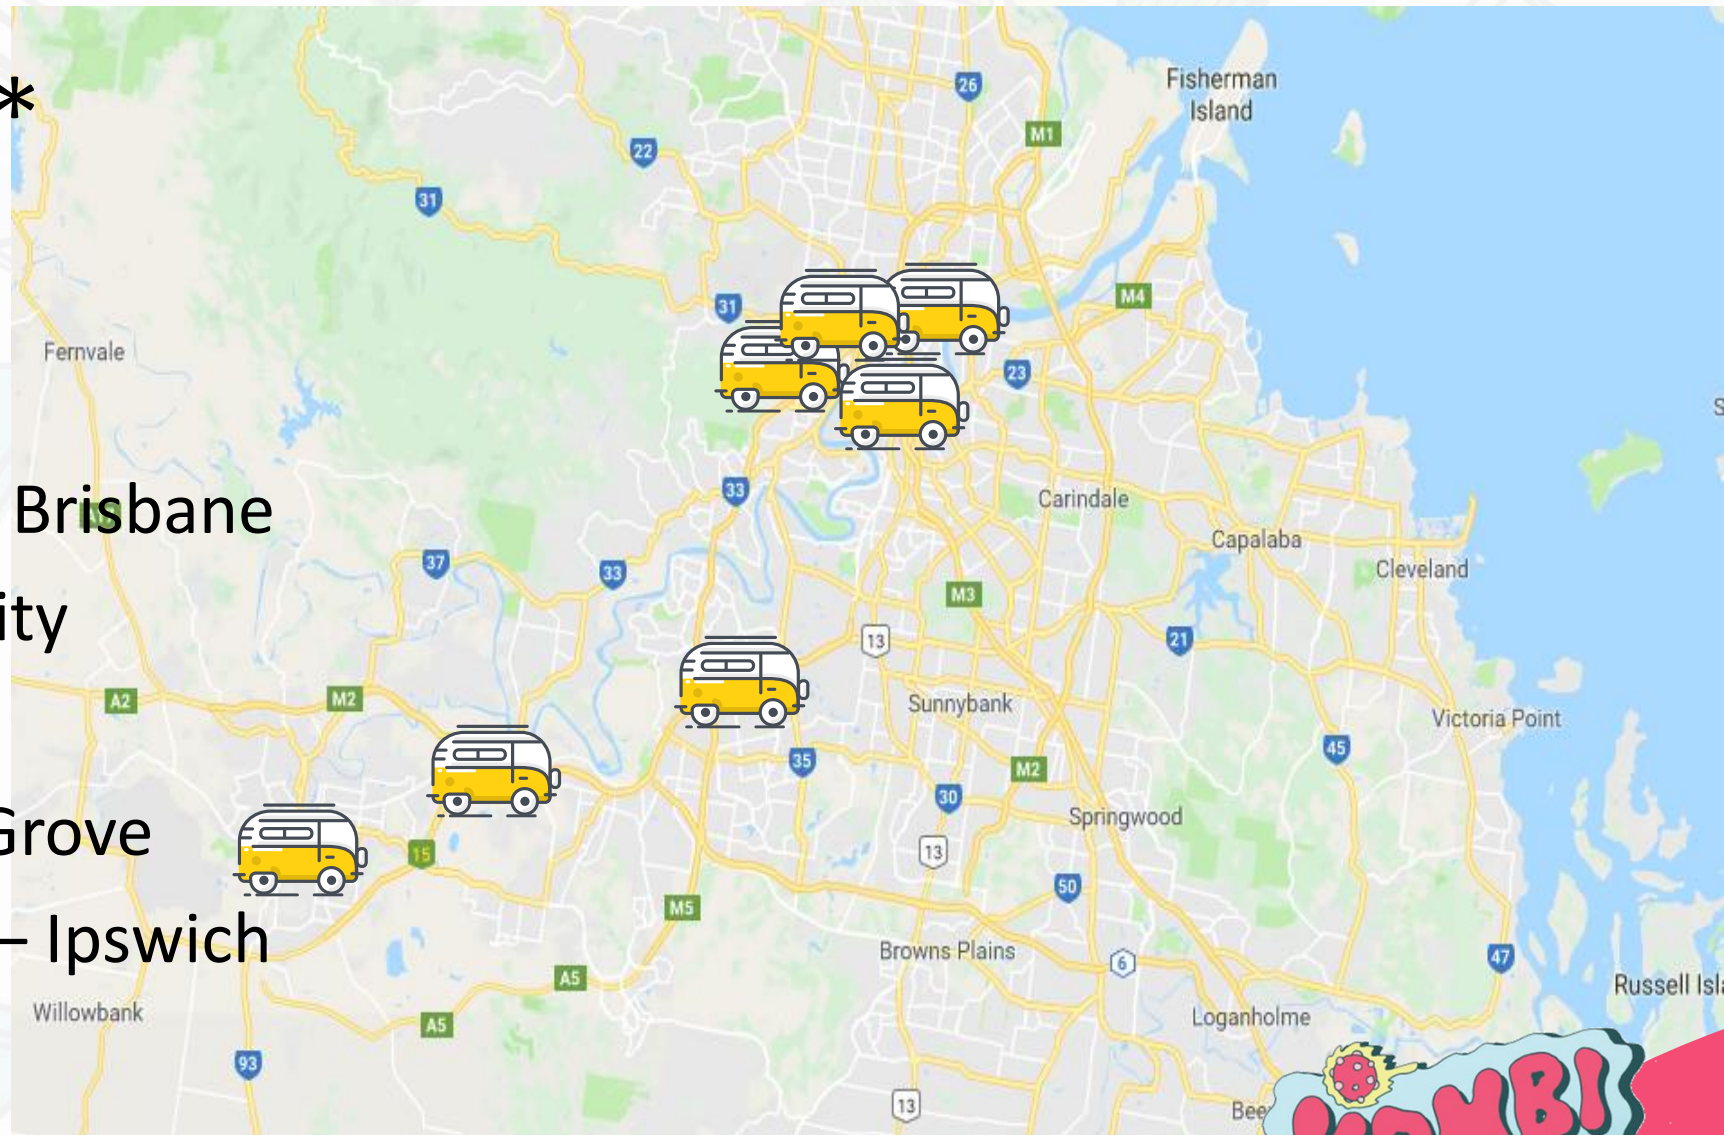 *
Brisbane
ity
Grove
– Ipswich
Fisherman
Island
26
M1
22
31
31
M4
23
Fernvale
33
Carindale
Capalaba
Cleveland
37
33
M3
13
21
A2
M2
Sunnybank
Victoria Point
45
35
M2
30
Springwood
13
15
50
M5
Browns Plains
6
47
A5
Russell Isla
Willowbank
A5
Loganholme
93
13
Bee